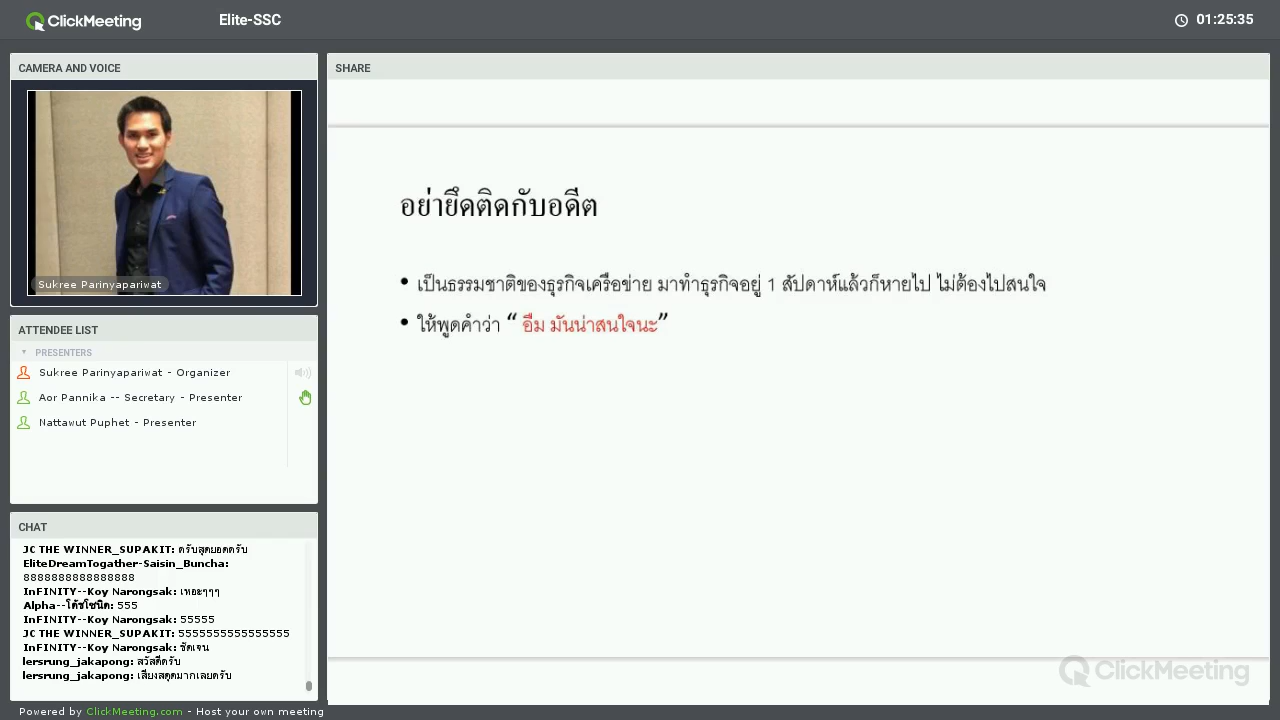 ClickMeeting
Elite-SSC
01:25:35
CAMERA AND VOICE
Sukree Parinyapariwat
ATTENDEE LIST
PRESENTERS
Sukree Parinyapariwat - Organizer
Aor Pannika -- Secretary - Presenter
Nattawut Puphet - Presenter
CHAT
JC THE WINNER_SUPAKIT: ครับสุดยอดครับ
EliteDreamTogather-Saisin_Buncha:
8888888888888888
InFINITY--Koy Narongsak: เหอะๆๆๆ
Alpha--โค้ชโชนิด: 555
InFINITY--Koy Narongsak: 55555
JC THE WINNER_SUPAKIT: 5555555555555555
InFINITY--Koy Narongsak: ชัดเจน
lersrung_jakapong: สวัสดีครับ
lersrung_jakapong: เสียงสดุดมากเลยครับ
Powered by ClickMeeting.com - Host your own meeting
SHARE
อย่ายึดติดกับอดีต
• เป็นธรรมชาติของธุรกิจเครือข่าย มาทำธุรกิจอยู่ 1 สัปดาห์แล้วก็หายไป ไม่ต้องไปสนใจ
• ให้พูดคำว่า “ อืม มันน่าสนใจนะ”
ClickMeeting